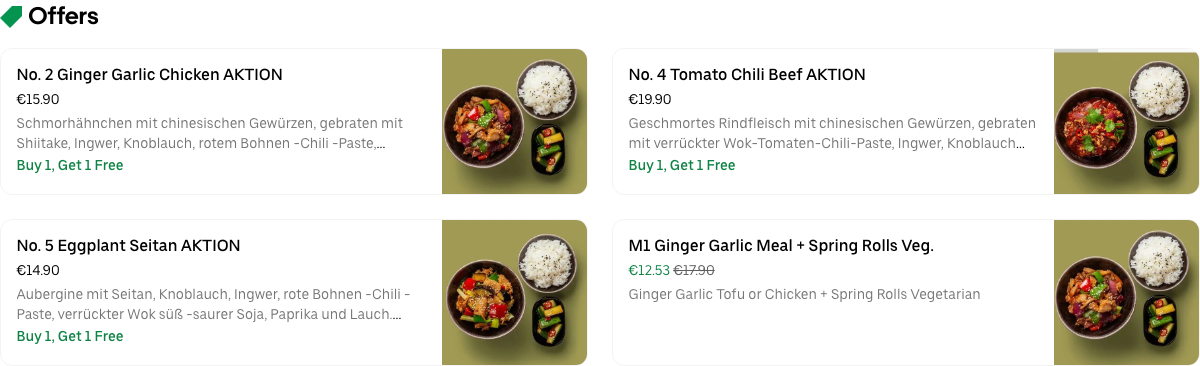 Offers
No. 2 Ginger Garlic Chicken AKTION
€15.90
Schmorhähnchen mit chinesischen Gewürzen, gebraten mit
Shiitake, Ingwer, Knoblauch, rotem Bohnen -Chili -Paste,...
Buy 1, Get 1 Free
No. 4 Tomato Chili Beef AKTION
€19.90
Geschmortes Rindfleisch mit chinesischen Gewürzen, gebraten
mit verrückter Wok-Tomaten-Chili-Paste, Ingwer, Knoblauch...
Buy 1, Get 1 Free
No. 5 Eggplant Seitan AKTION
€14.90
Aubergine mit Seitan, Knoblauch, Ingwer, rote Bohnen -Chili -
Paste, verrückter Wok süß -saurer Soja, Paprika und Lauch....
Buy 1, Get 1 Free
M1 Ginger Garlic Meal + Spring Rolls Veg.
€12.53 €17.90
Ginger Garlic Tofu or Chicken + Spring Rolls Vegetarian